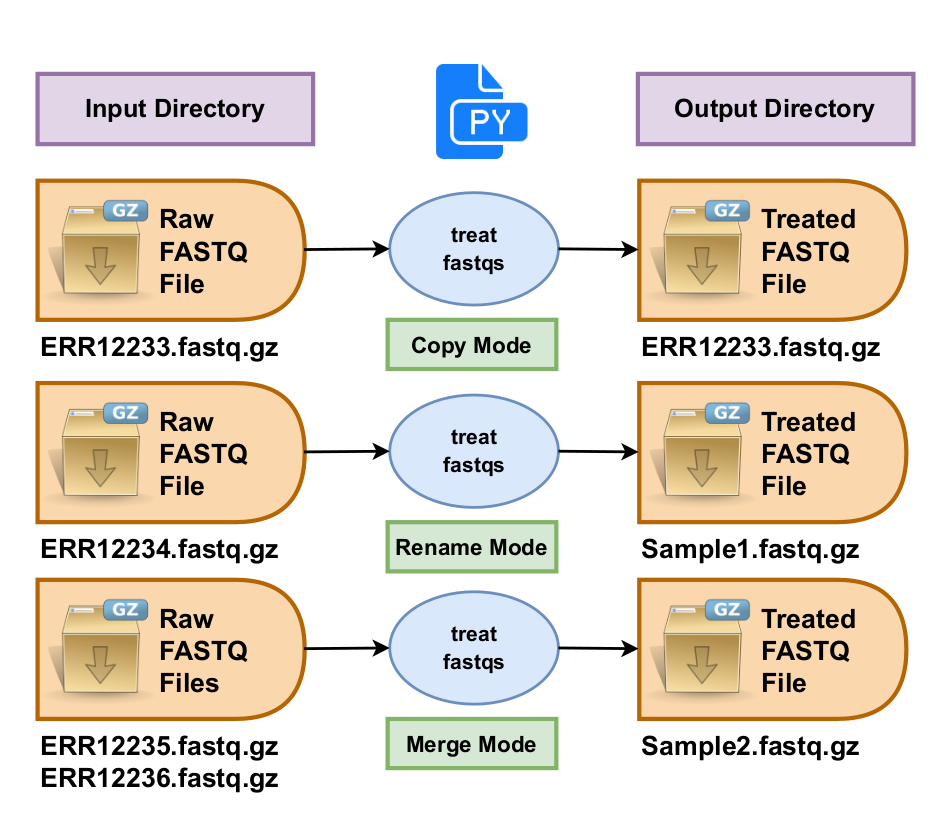 Input Directory
PY
Output Directory
GZ
Raw
FASTQ
File
ERR12233.fastq.gz
treat
fastqs
Copy Mode
GZ
Treated
FASTQ
File
ERR12233.fastq.gz
GZ
Raw
FASTQ
File
ERR12234.fastq.gz
treat
fastqs
Rename Mode
GZ
Treated
FASTQ
File
Sample1.fastq.gz
GZ
Raw
FASTQ
Files
ERR12235.fastq.gz
ERR12236.fastq.gz
treat
fastqs
Merge Mode
GZ
Treated
FASTQ
File
Sample2.fastq.gz